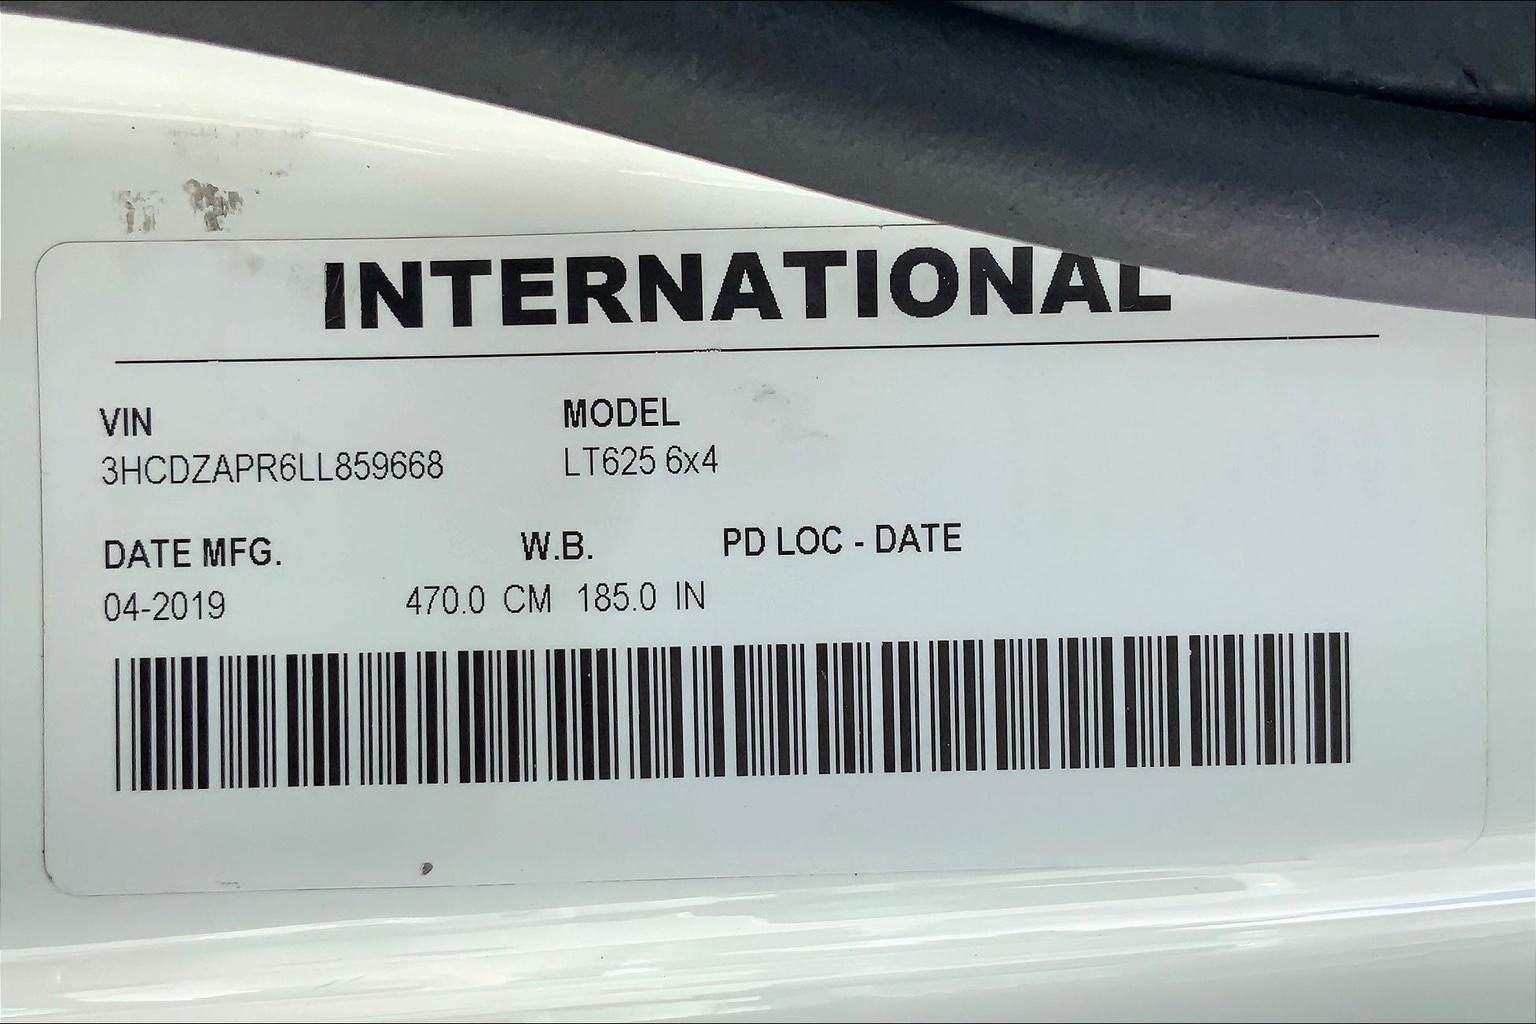 INTERNATIONAL
VIN MODEL
3HCDZAPR6LL859668 LT625 6x4
DATE MFG. W.B. PD LOC - DATE
04-2019 470.0 CM 185.0 IN